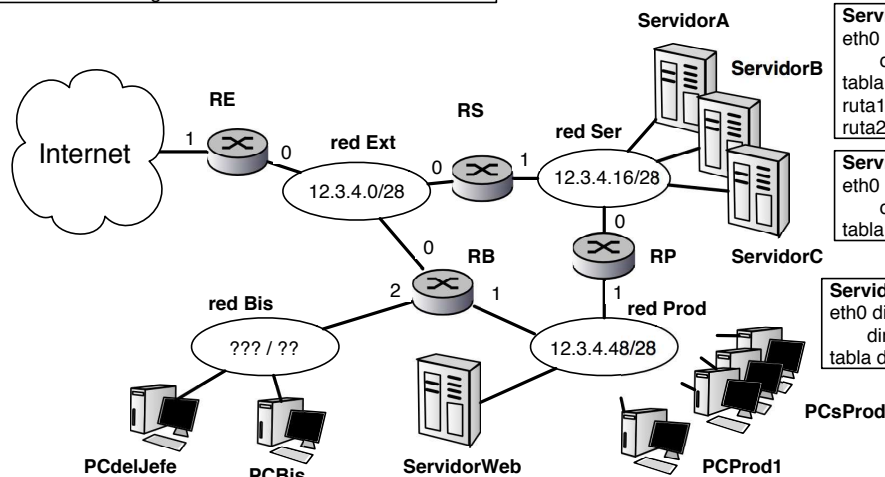 ServidorA
ServidorB
ServidorC
Servi
eth0
tabla
ruta1
ruta2
Servi
eth0
tabla
Servid
eth0 di
dir
tabla d
RE
RS
Internet
1
0
red Ext
0
1
red Ser
12.3.4.0/28
12.3.4.16/28
0
0
RB
RP
2
1
1
red Bis
red Prod
??? / ??
12.3.4.48/28
PCsProd
PCdelJefe
PCBis
ServidorWeb
PCProd1